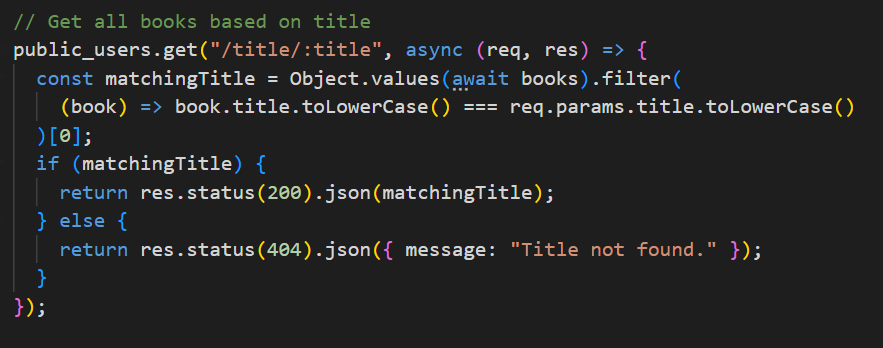 // Get all books based on title
public_users.get("/title/:title", async (req, res) => {
  const matchingTitle = Object.values(await books).filter(
    (book) => book.title.toLowerCase() === req.params.title.toLowerCase()
  )[0];
  if (matchingTitle) {
    return res.status(200).json(matchingTitle);
  } else {
    return res.status(404).json({ message: "Title not found." });
  }
});